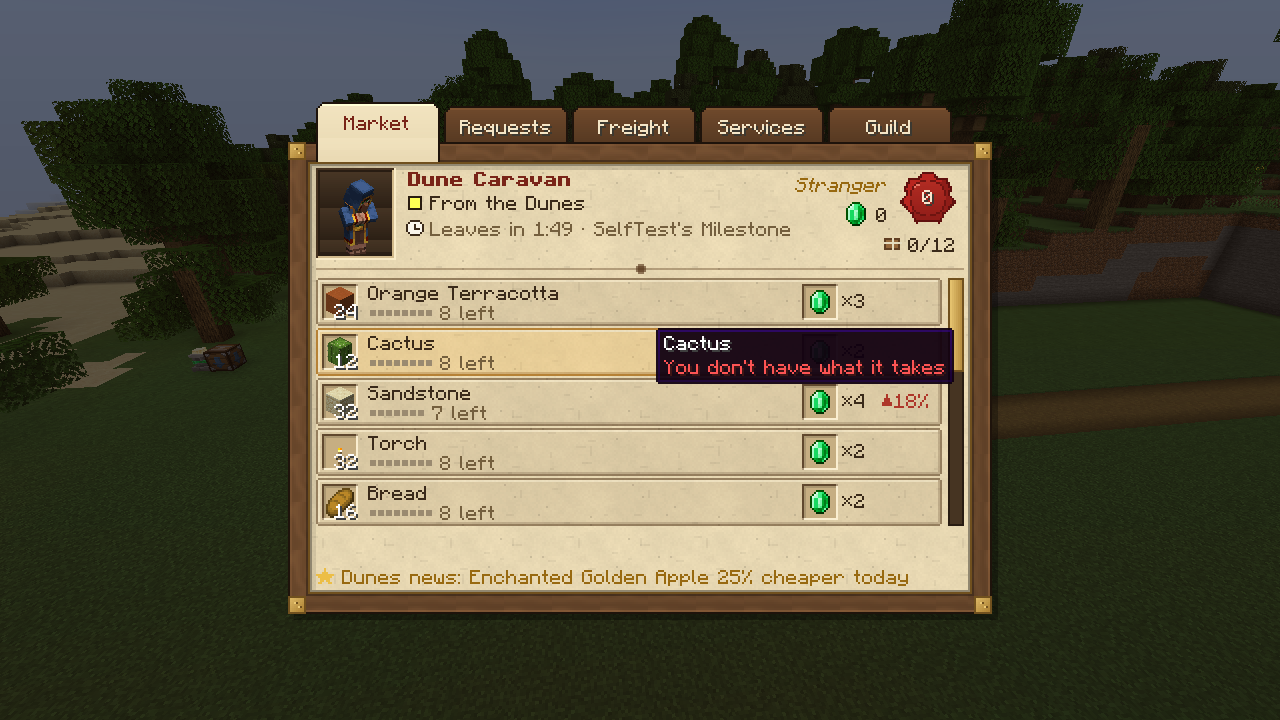 Market
Requests
Freight
Services
Guild
Dune Caravan
Stranger
0
From the Dunes
0
Leaves in 1:49 · SelfTest's Milestone
0/12
Orange Terracotta
24
8 left
×3
Cactus
12
8 left
Cactus
You don't have what it takes
Sandstone
32
7 left
×4
▲18%
Torch
32
8 left
×2
Bread
16
8 left
×2
Dunes news: Enchanted Golden Apple 25% cheaper today